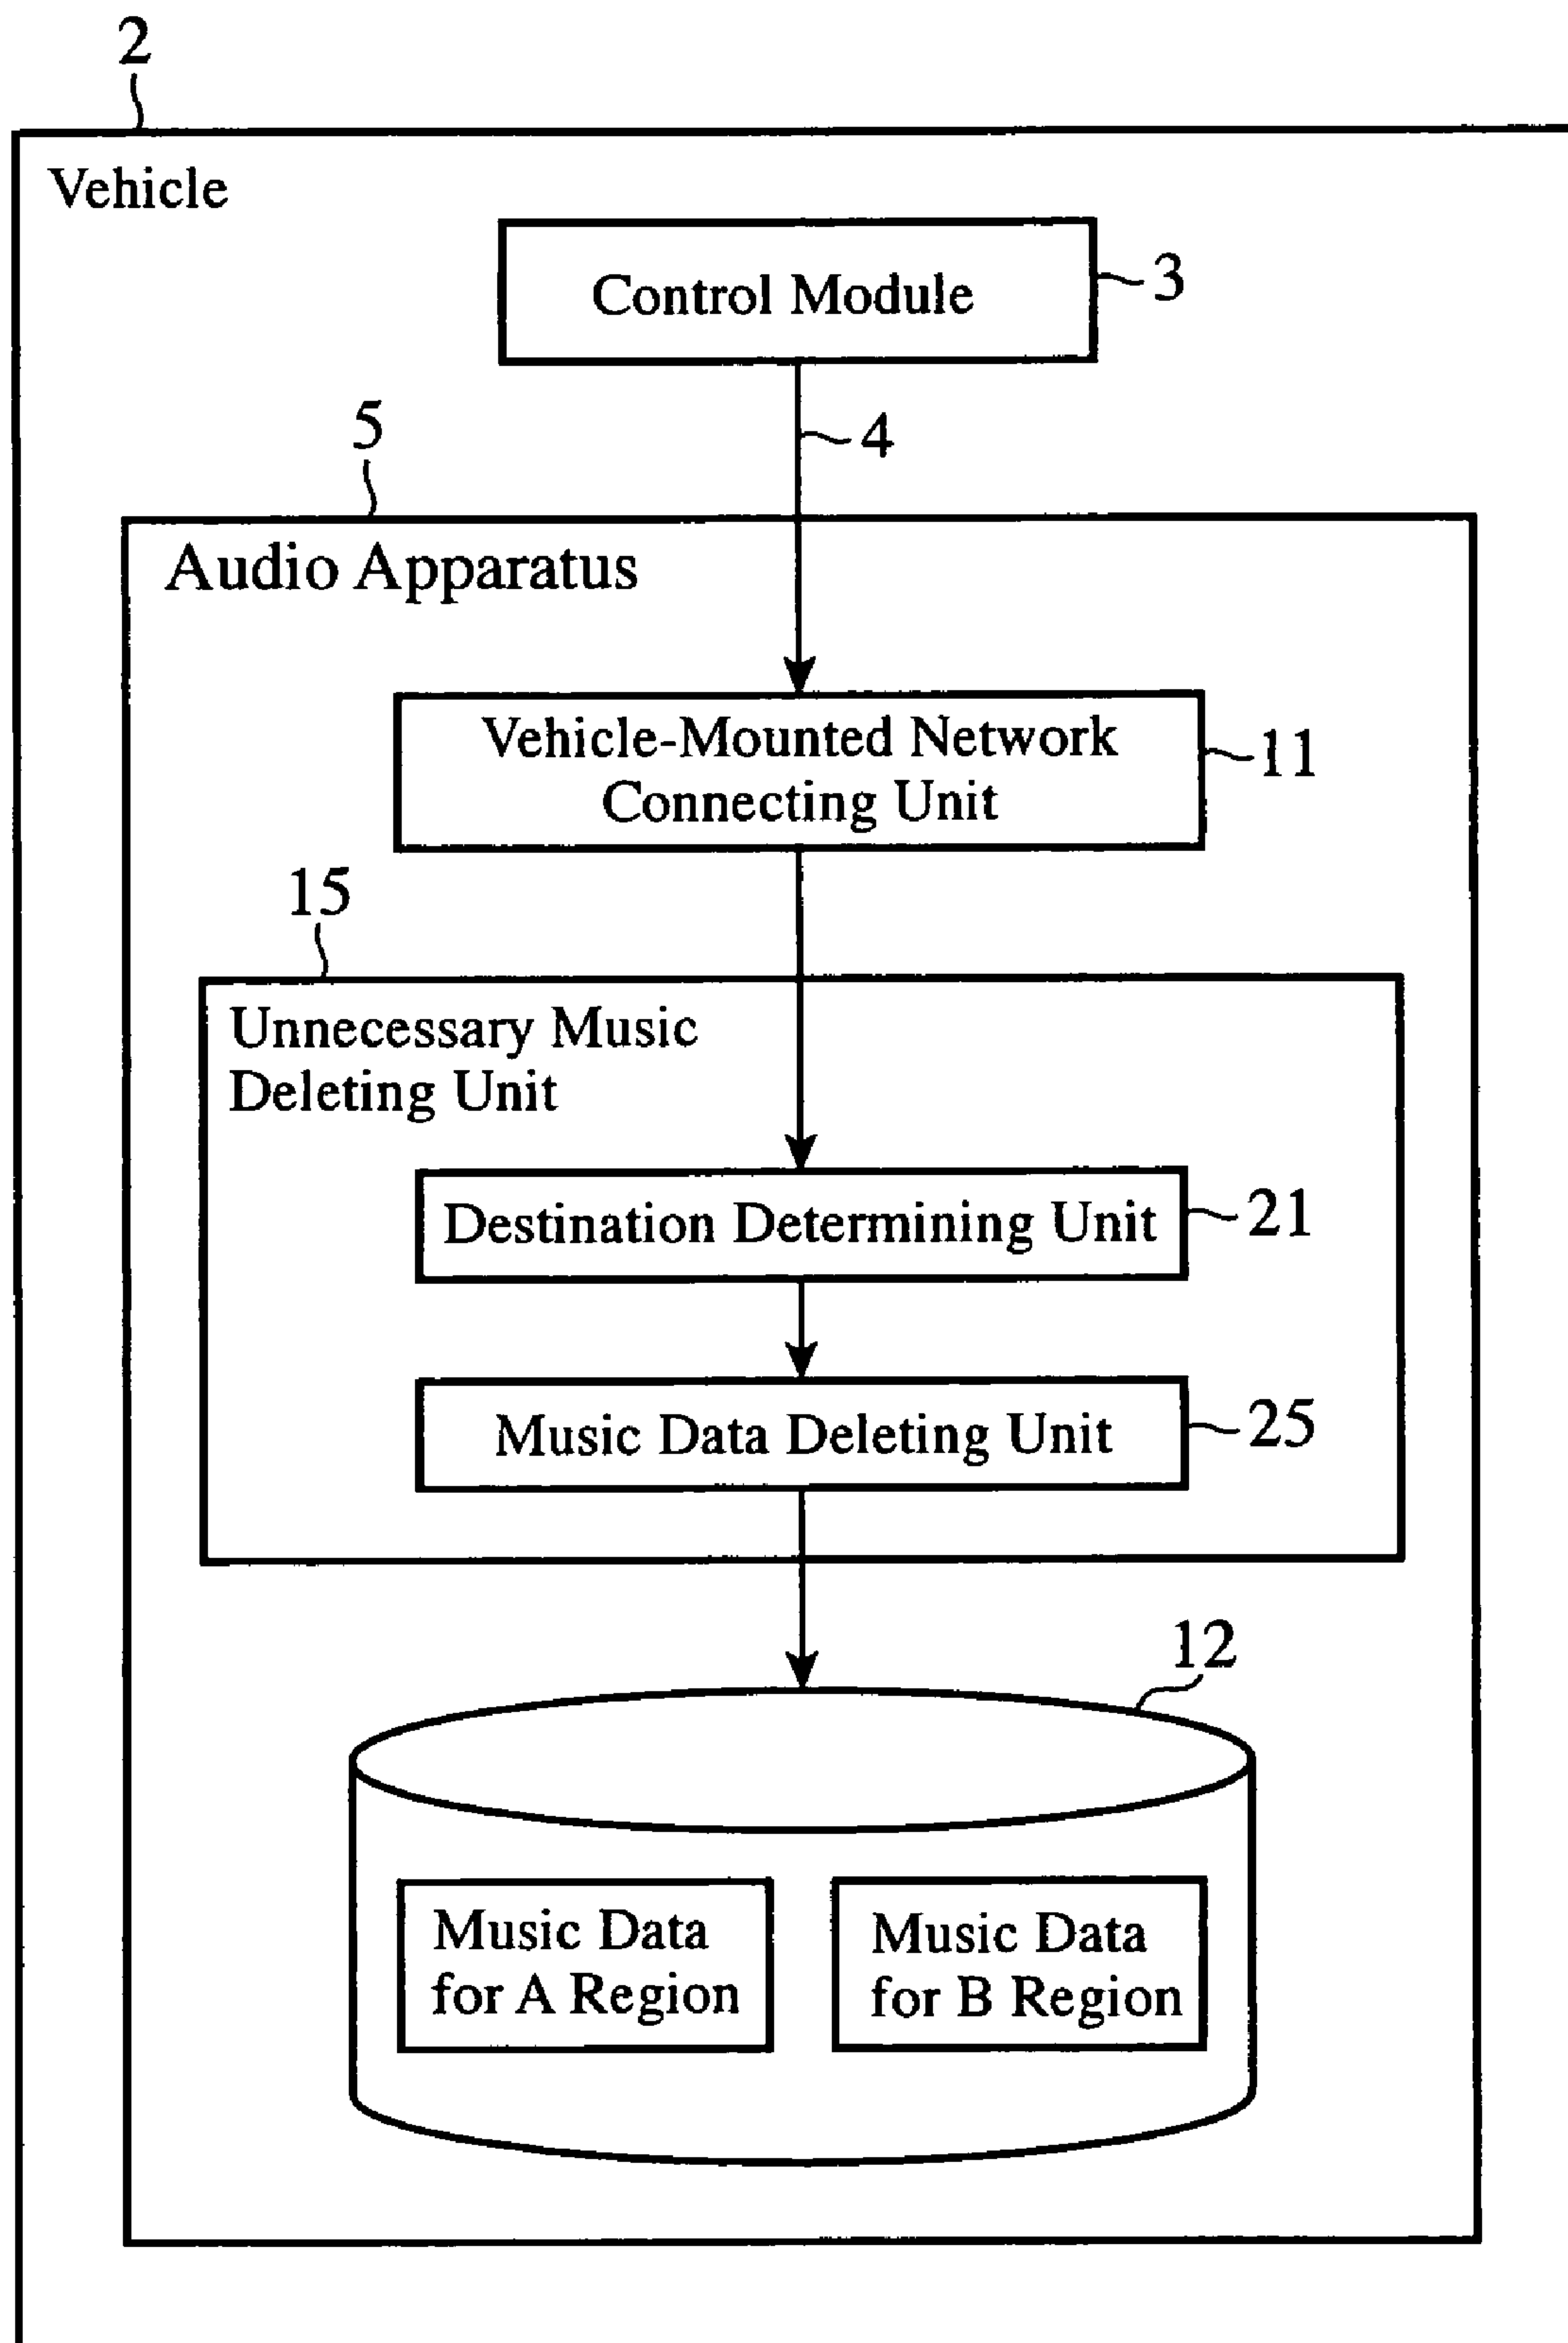 2
Vehicle
Control Module
3
4
5
Audio Apparatus
Vehicle-Mounted Network
Connecting Unit
11
15
Unnecessary Music
Deleting Unit
Destination Determining Unit
21
Music Data Deleting Unit
25
12
Music Data
for A Region
Music Data
for B Region